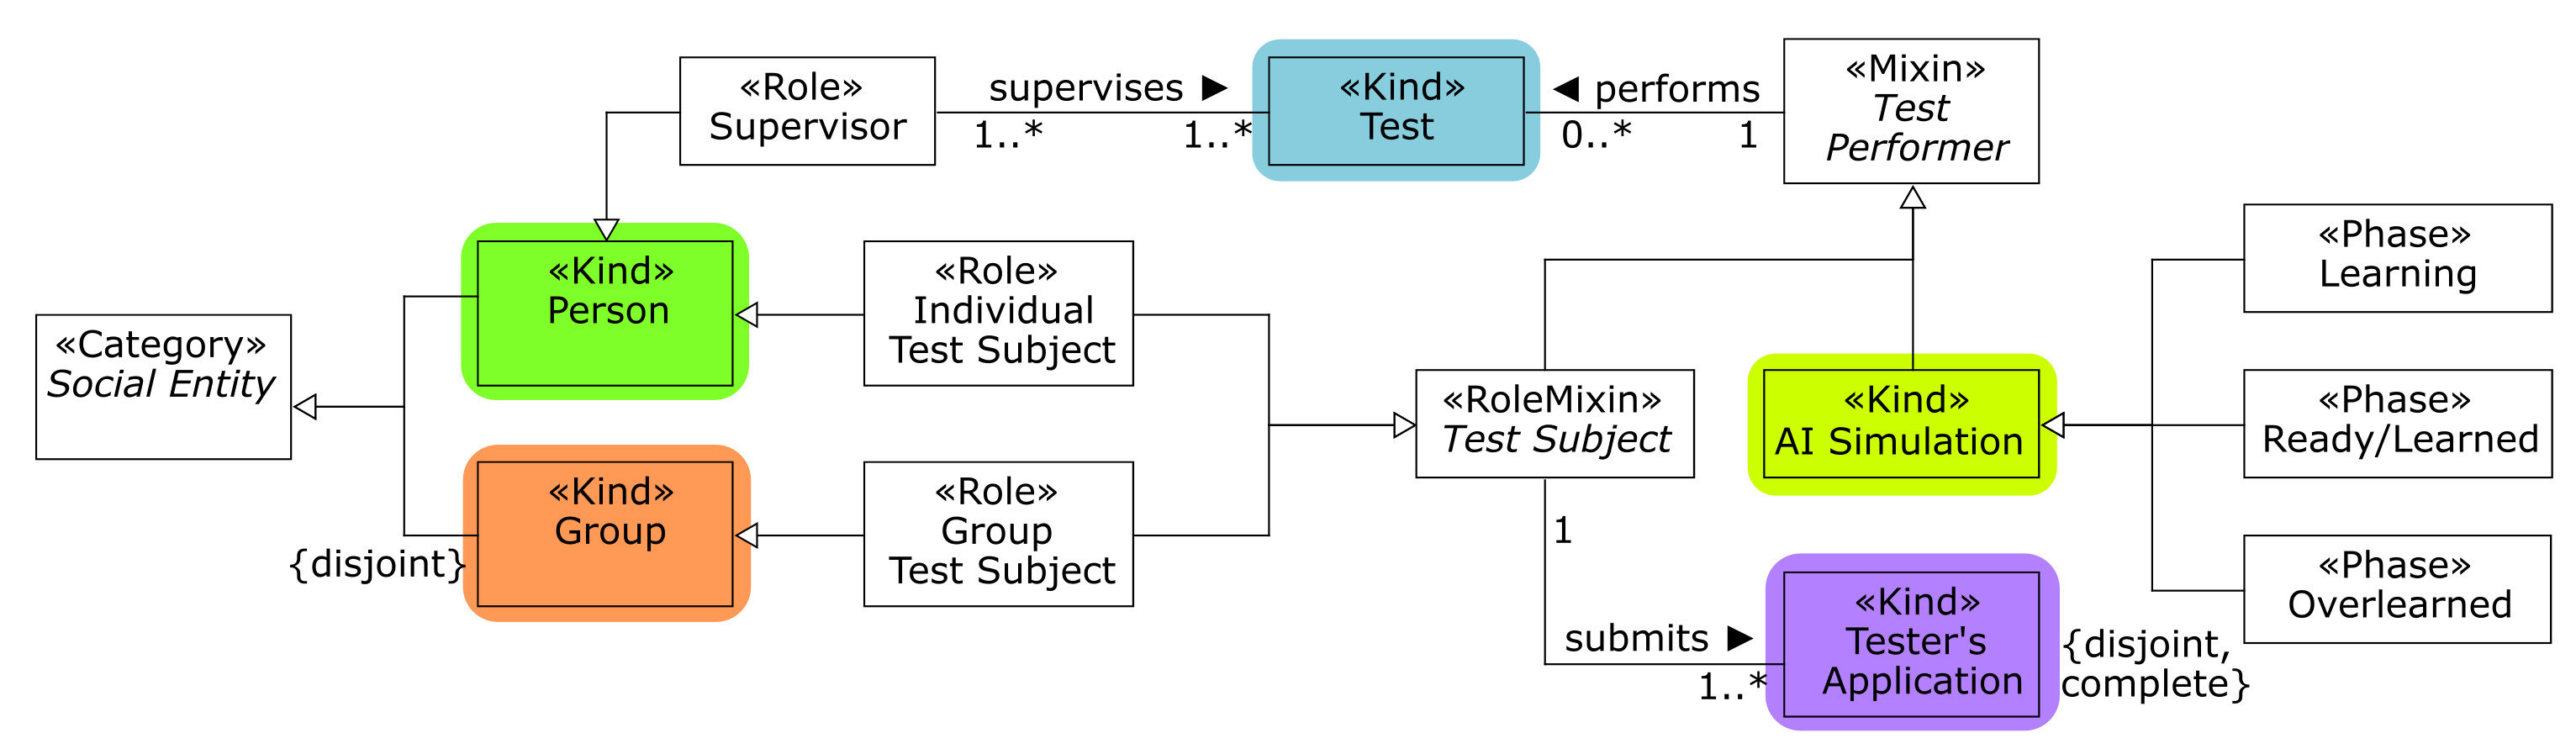 «Role»
Supervisor
supervises ►
1..*
1..*
«Kind»
Test
◄ performs
0..*
1
«Mixin»
Test
Performer
«Category»
Social Entity
«Kind»
Person
«Role»
Individual
Test Subject
«Kind»
Group
{disjoint}
«Role»
Group
Test Subject
«RoleMixin»
Test Subject
«Kind»
AI Simulation
«Phase»
Learning
«Phase»
Ready/Learned
«Phase»
Overlearned
1
submits ►
1..*
«Kind»
Tester's
Application
{disjoint,
complete}